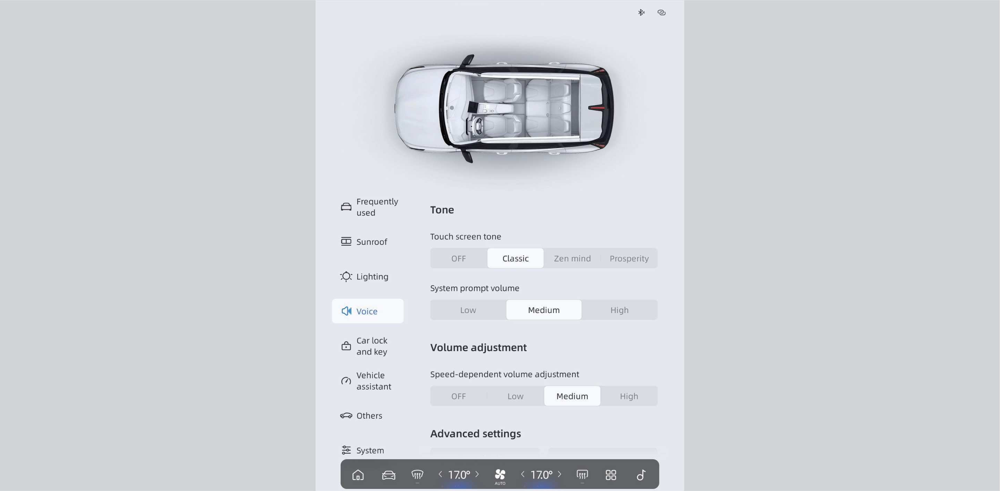 Frequently
used
Sunroof
Lighting
Voice
Car lock
and key
Vehicle
assistant
Others
System
Tone
Touch screen tone
OFF Classic Zen mind Prosperity
System prompt volume
Low Medium High
Volume adjustment
Speed-dependent volume adjustment
OFF Low Medium High
Advanced settings
17.0° AUTO 17.0°